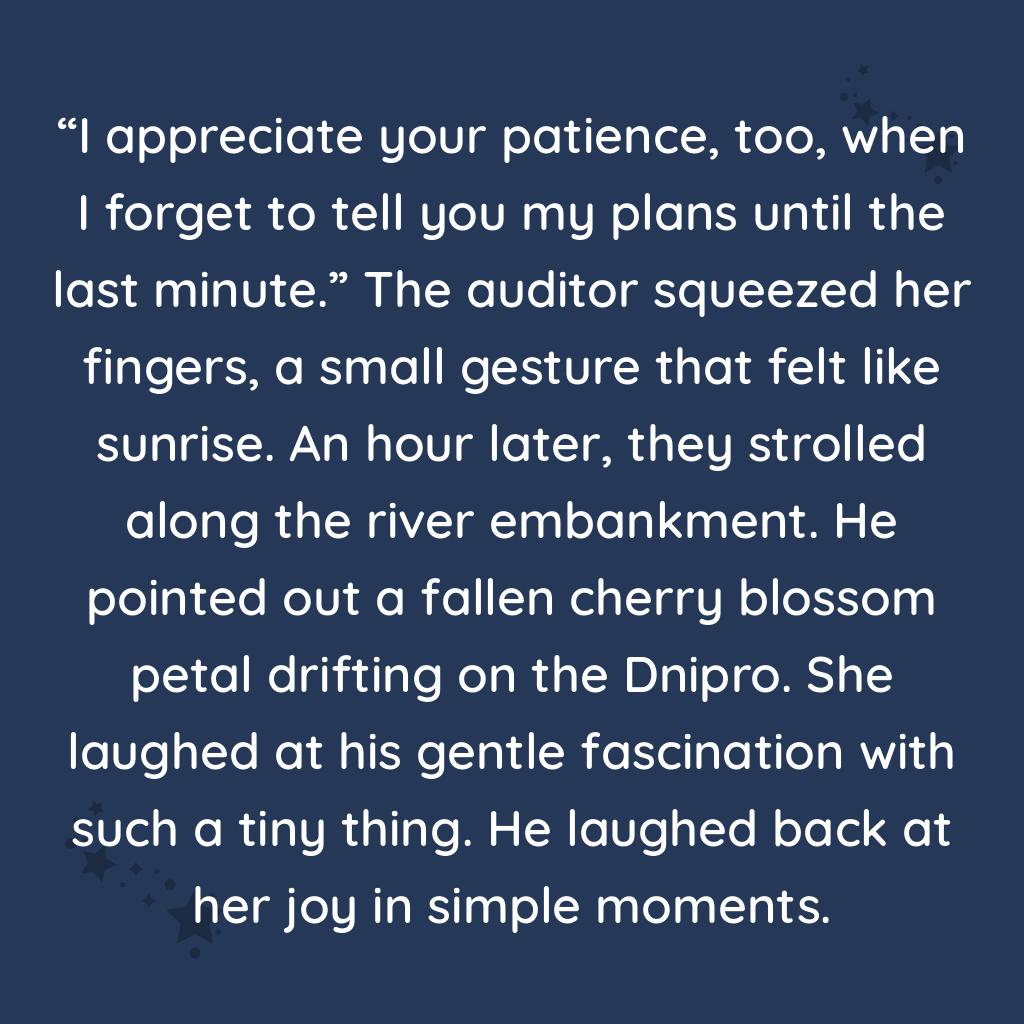 “I appreciate your patience, too, when
I forget to tell you my plans until the
last minute.” The auditor squeezed her
fingers, a small gesture that felt like
sunrise. An hour later, they strolled
along the river embankment. He
pointed out a fallen cherry blossom
petal drifting on the Dnipro. She
laughed at his gentle fascination with
such a tiny thing. He laughed back at
her joy in simple moments.